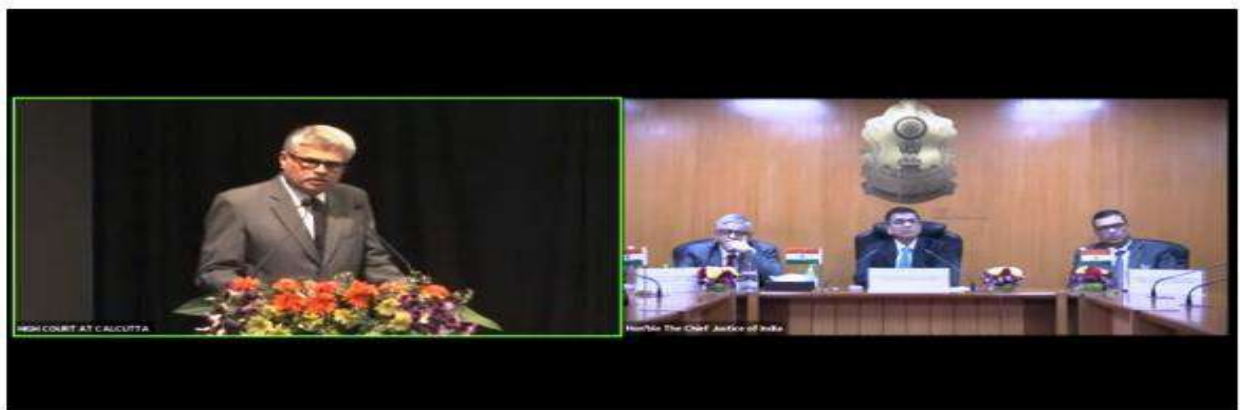 HIGH COURT AT CALCUTTA
Hon'ble The Chief Justice of India